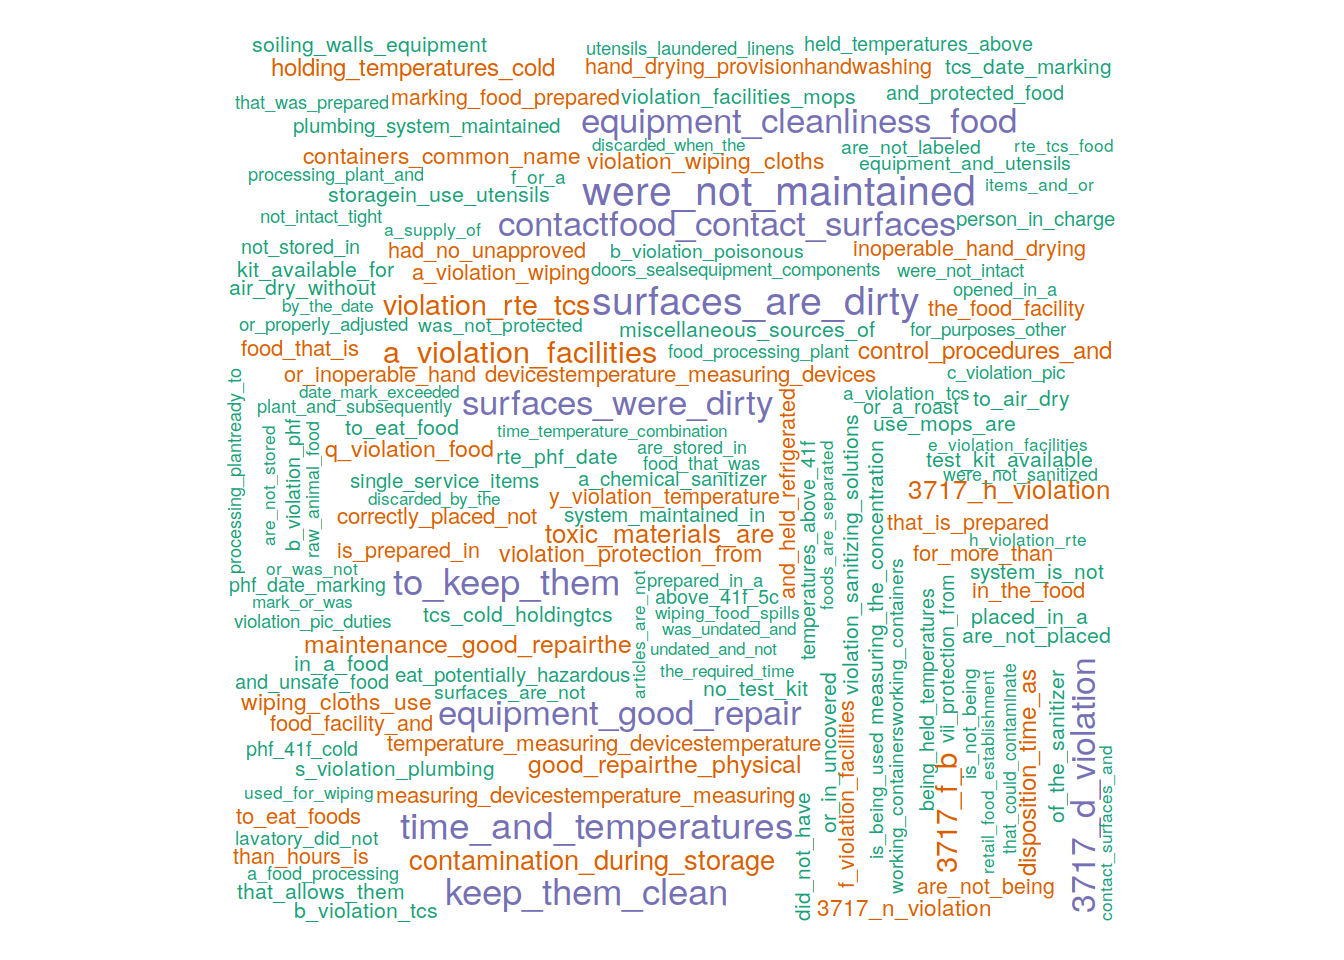 soiling_walls_equipment
utensils_laundered_linens
held_temperatures_above
holding_temperatures_cold
hand_drying_provisionhandwashing
tcs_date_marking
that_was_prepared
marking_food_prepared
violation_facilities_mops
and_protected_food
plumbing_system_maintained
equipment_cleanliness_food
discarded_when_the
are_not_labeled
rte_tcs_food
containers_common_name
violation_wiping_cloths
equipment_and_utensils
processing_plant_and
f_or_a
storagein_use_utensils
were_not_maintained
items_and_or
not_intact_tight
a_supply_of
contactfood_contact_surfaces
person_in_charge
not_stored_in
had_no_unapproved
b_violation_poisonous
inoperable_hand_drying
kit_available_for
a_violation_wiping
doors_sealsequipment_components
were_not_intact
air_dry_without
by_the_date
violation_rte_tcs
surfaces_are_dirty
opened_in_a
the_food_facility
or_properly_adjusted
was_not_protected
miscellaneous_sources_of
for_purposes_other
food_that_is
a_violation_facilities
food_processing_plant
control_procedures_and
or_inoperable_hand
devicestemperature_measuring_devices
c_violation_pic
processing_plantready_to
date_mark_exceeded
plant_and_subsequently
surfaces_were_dirty
a_violation_tcs
or_a_roast
to_air_dry
to_eat_food
time_temperature_combination
use_mops_are
are_not_stored
b_violation_phf
raw_animal_food
q_violation_food
rte_phf_date
are_stored_in
food_that_was
e_violation_facilities
test_kit_available
were_not_sanitized
single_service_items
discarded_by_the
a_chemical_sanitizer
y_violation_temperature
3717_h_violation
and_held_refrigerated
temperatures_above_41f
foods_are_separated
violation_sanitizing_solutions
measuring_the_concentration
correctly_placed_not
system_maintained_in
toxic_materials_are
that_is_prepared
h_violation_rte
is_prepared_in
violation_protection_from
for_more_than
or_was_not
phf_date_marking
to_keep_them
prepared_in_a
above_41f_5c
system_is_not
in_the_food
mark_or_was
violation_pic_duties
tcs_cold_holdingtcs
articles_are_not
wiping_food_spills
was_undated_and
placed_in_a
are_not_placed
maintenance_good_repairthe
undated_and_not
in_a_food
and_unsafe_food
eat_potentially_hazardous
the_required_time
surfaces_are_not
no_test_kit
wiping_cloths_use
food_facility_and
equipment_good_repair
phf_41f_cold
temperature_measuring_devicestemperature
s_violation_plumbing
good_repairthe_physical
used_for_wiping
measuring_devicestemperature_measuring
to_eat_foods
lavatory_did_not
time_and_temperatures
than_hours_is
contamination_during_storage
a_food_processing
that_allows_them
keep_them_clean
b_violation_tcs
did_not_have
or_in_uncovered
f_violation_facilities
is_being_used
working_containersworking_containers
being_held_temperatures
vii_protection_from
3717_f_b
is_not_being
retail_food_establishment
that_could_contaminate
disposition_time_as
of_the_sanitizer
3717_d_violation
contact_surfaces_and
are_not_being
3717_n_violation